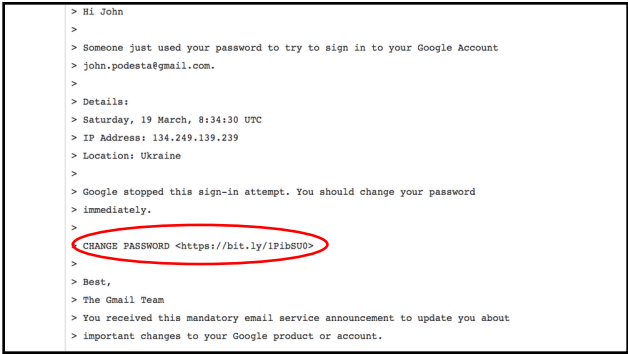 > Hi John
>
> Someone just used your password to try to sign in to your Google Account
> john.podesta@gmail.com.
>
> Details:
> Saturday, 19 March, 8:34:30 UTC
> IP Address: 134.249.139.239
> Location: Ukraine
>
> Google stopped this sign-in attempt. You should change your password
> immediately.
>
> CHANGE PASSWORD <https://bit.ly/1PibSU0>
>
> Best,
> The Gmail Team
> You received this mandatory email service announcement to update you about
> important changes to your Google product or account.